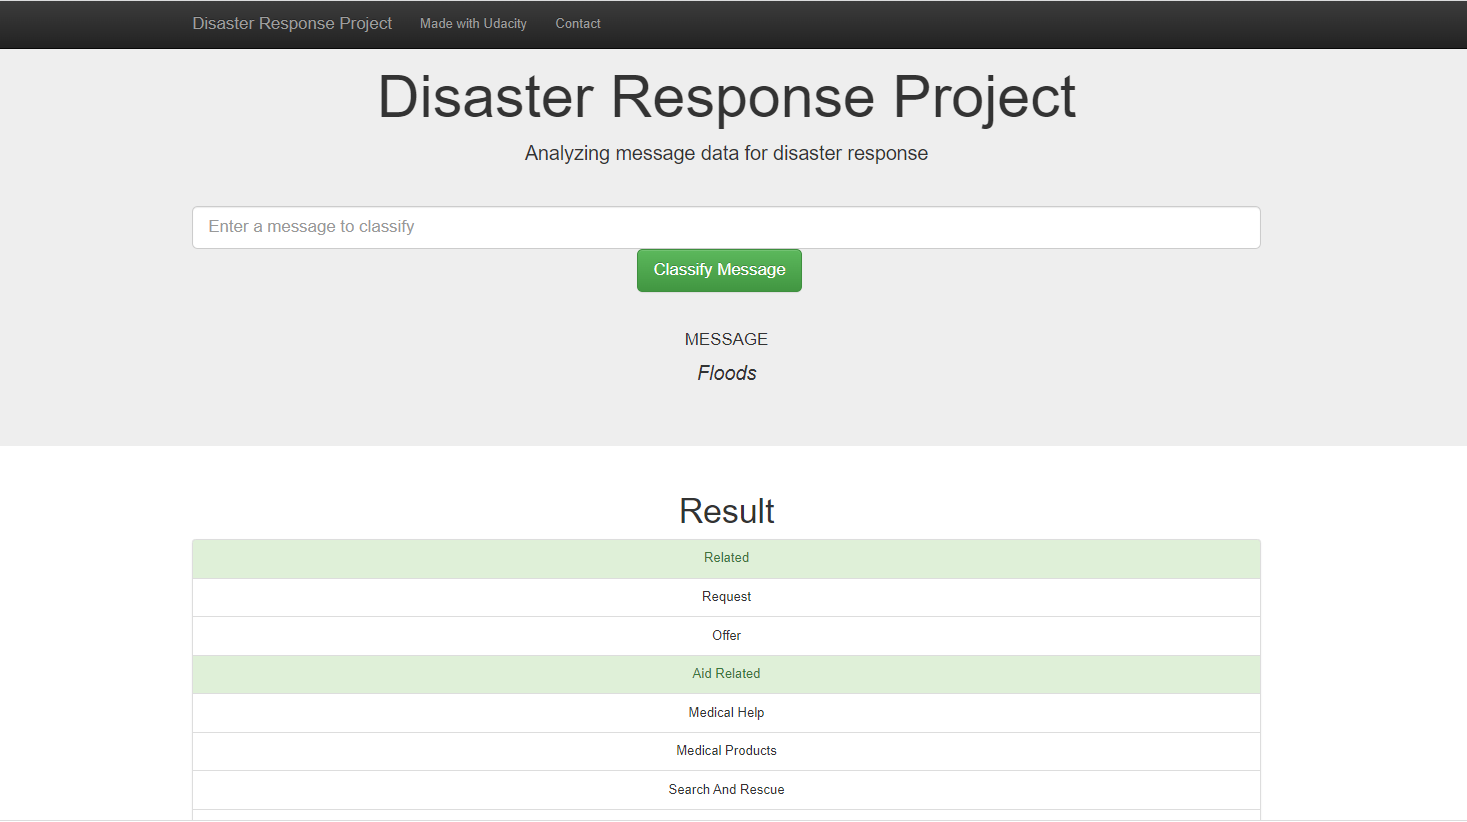 Disaster Response Project Made with Udacity Contact
Disaster Response Project
Analyzing message data for disaster response
Enter a message to classify
Classify Message
MESSAGE
Floods
Result
Related
Request
Offer
Aid Related
Medical Help
Medical Products
Search And Rescue